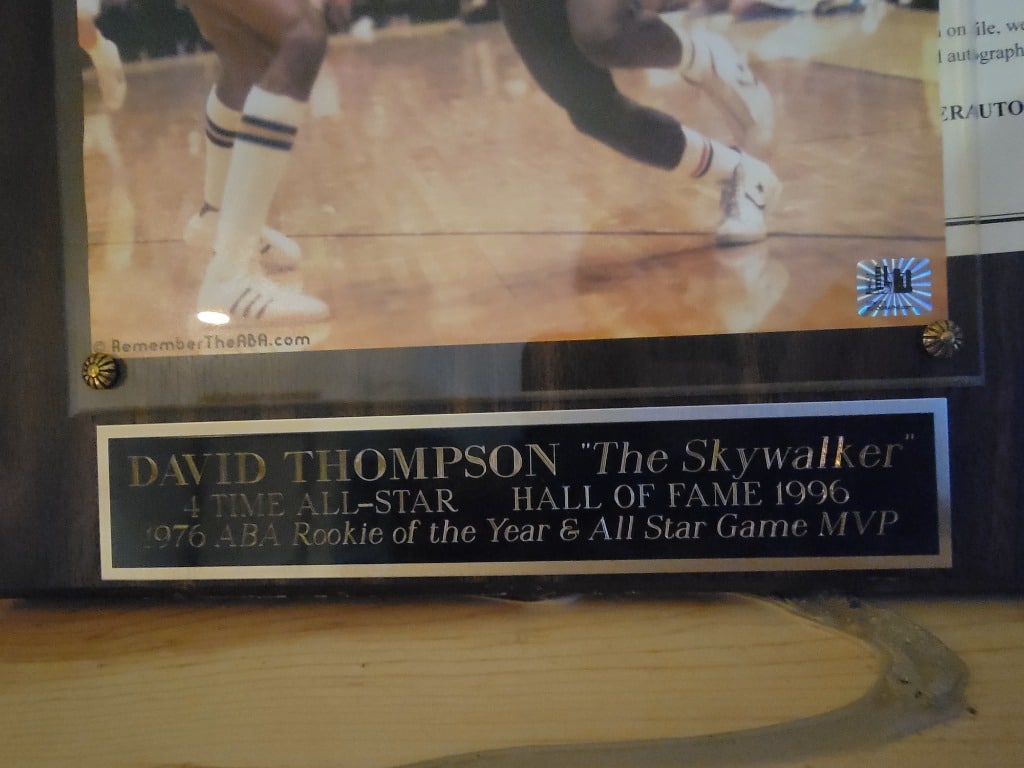 on file, we
autograph
ERAUTO
© RememberTheABA.com
DAVID THOMPSON "The Skywalker"
4 TIME ALL-STAR HALL OF FAME 1996
1976 ABA Rookie of the Year & All Star Game MVP